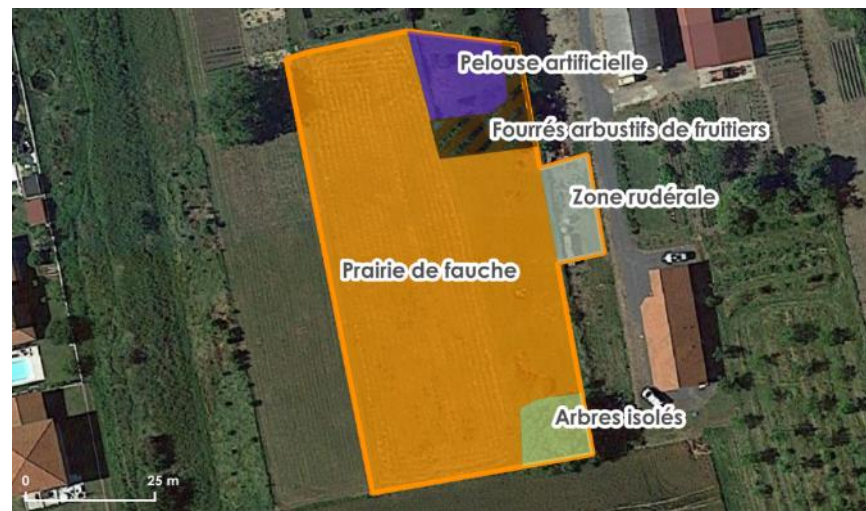 Pelouse artificielle
Fourrés arbustifs de fruitiers
Zone rudérale
Prairie de fauche
Arbres isolés
0 25 m